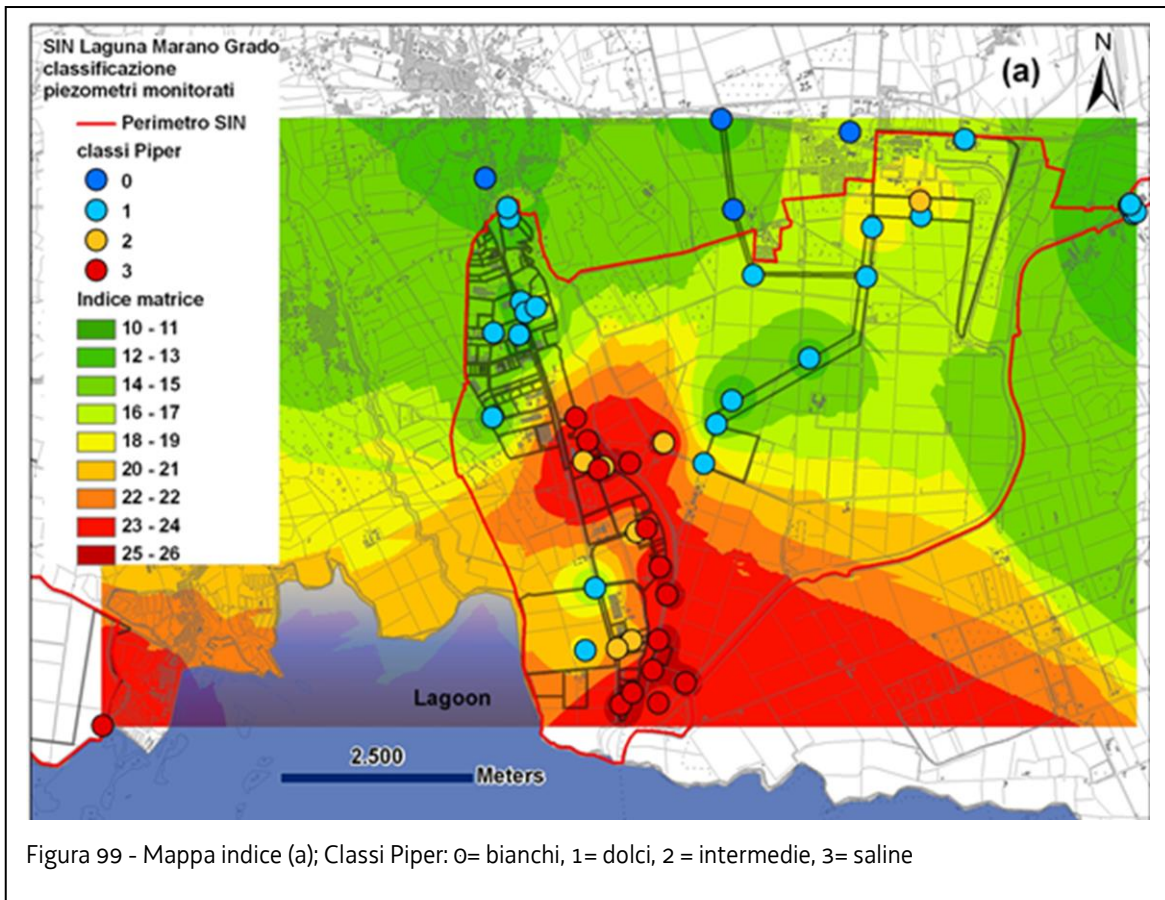 SIN Laguna Marano Grado
classificazione
piezometri monitorati
Perimetro SIN
classi Piper
0
1
2
3
Indice matrice
10 - 11
12 - 13
14 - 15
16 - 17
18 - 19
20 - 21
22 - 22
23 - 24
25 - 26
(a)
N
Lagoon
2.500
Meters
Figura 99 - Mappa indice (a); Classi Piper: 0= bianchi, 1= dolci, 2 = intermedie, 3= saline